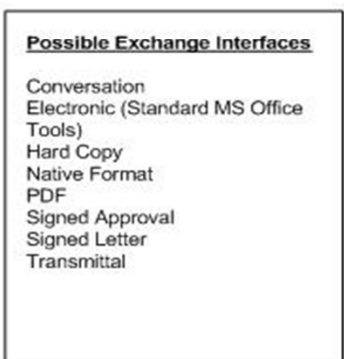 Possible Exchange Interfaces
Conversation
Electronic (Standard MS Office
Tools)
Hard Copy
Native Format
PDF
Signed Approval
Signed Letter
Transmittal